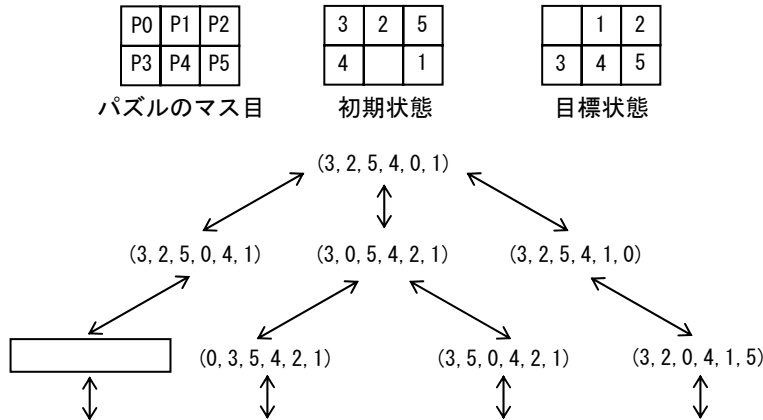 P0 P1 P2
P3 P4 P5
パズルのマス目
3 2 5
4 1
初期状態
1 2
3 4 5
目標状態
(3, 2, 5, 4, 0, 1)
(3, 2, 5, 0, 4, 1) (3, 0, 5, 4, 2, 1) (3, 2, 5, 4, 1, 0)
(0, 3, 5, 4, 2, 1) (3, 5, 0, 4, 2, 1) (3, 2, 0, 4, 1, 5)